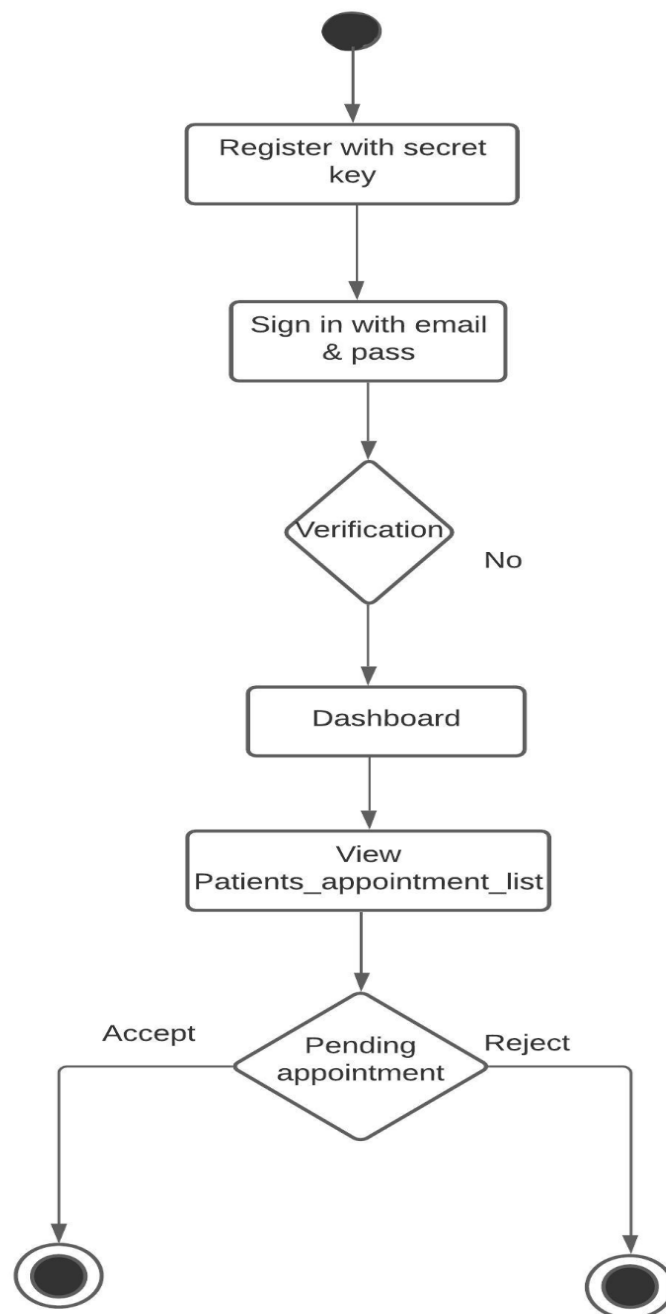 Register with secret
key
Sign in with email
& pass
Verification
No
Dashboard
View
Patients_appointment_list
Accept
Pending
appointment
Reject